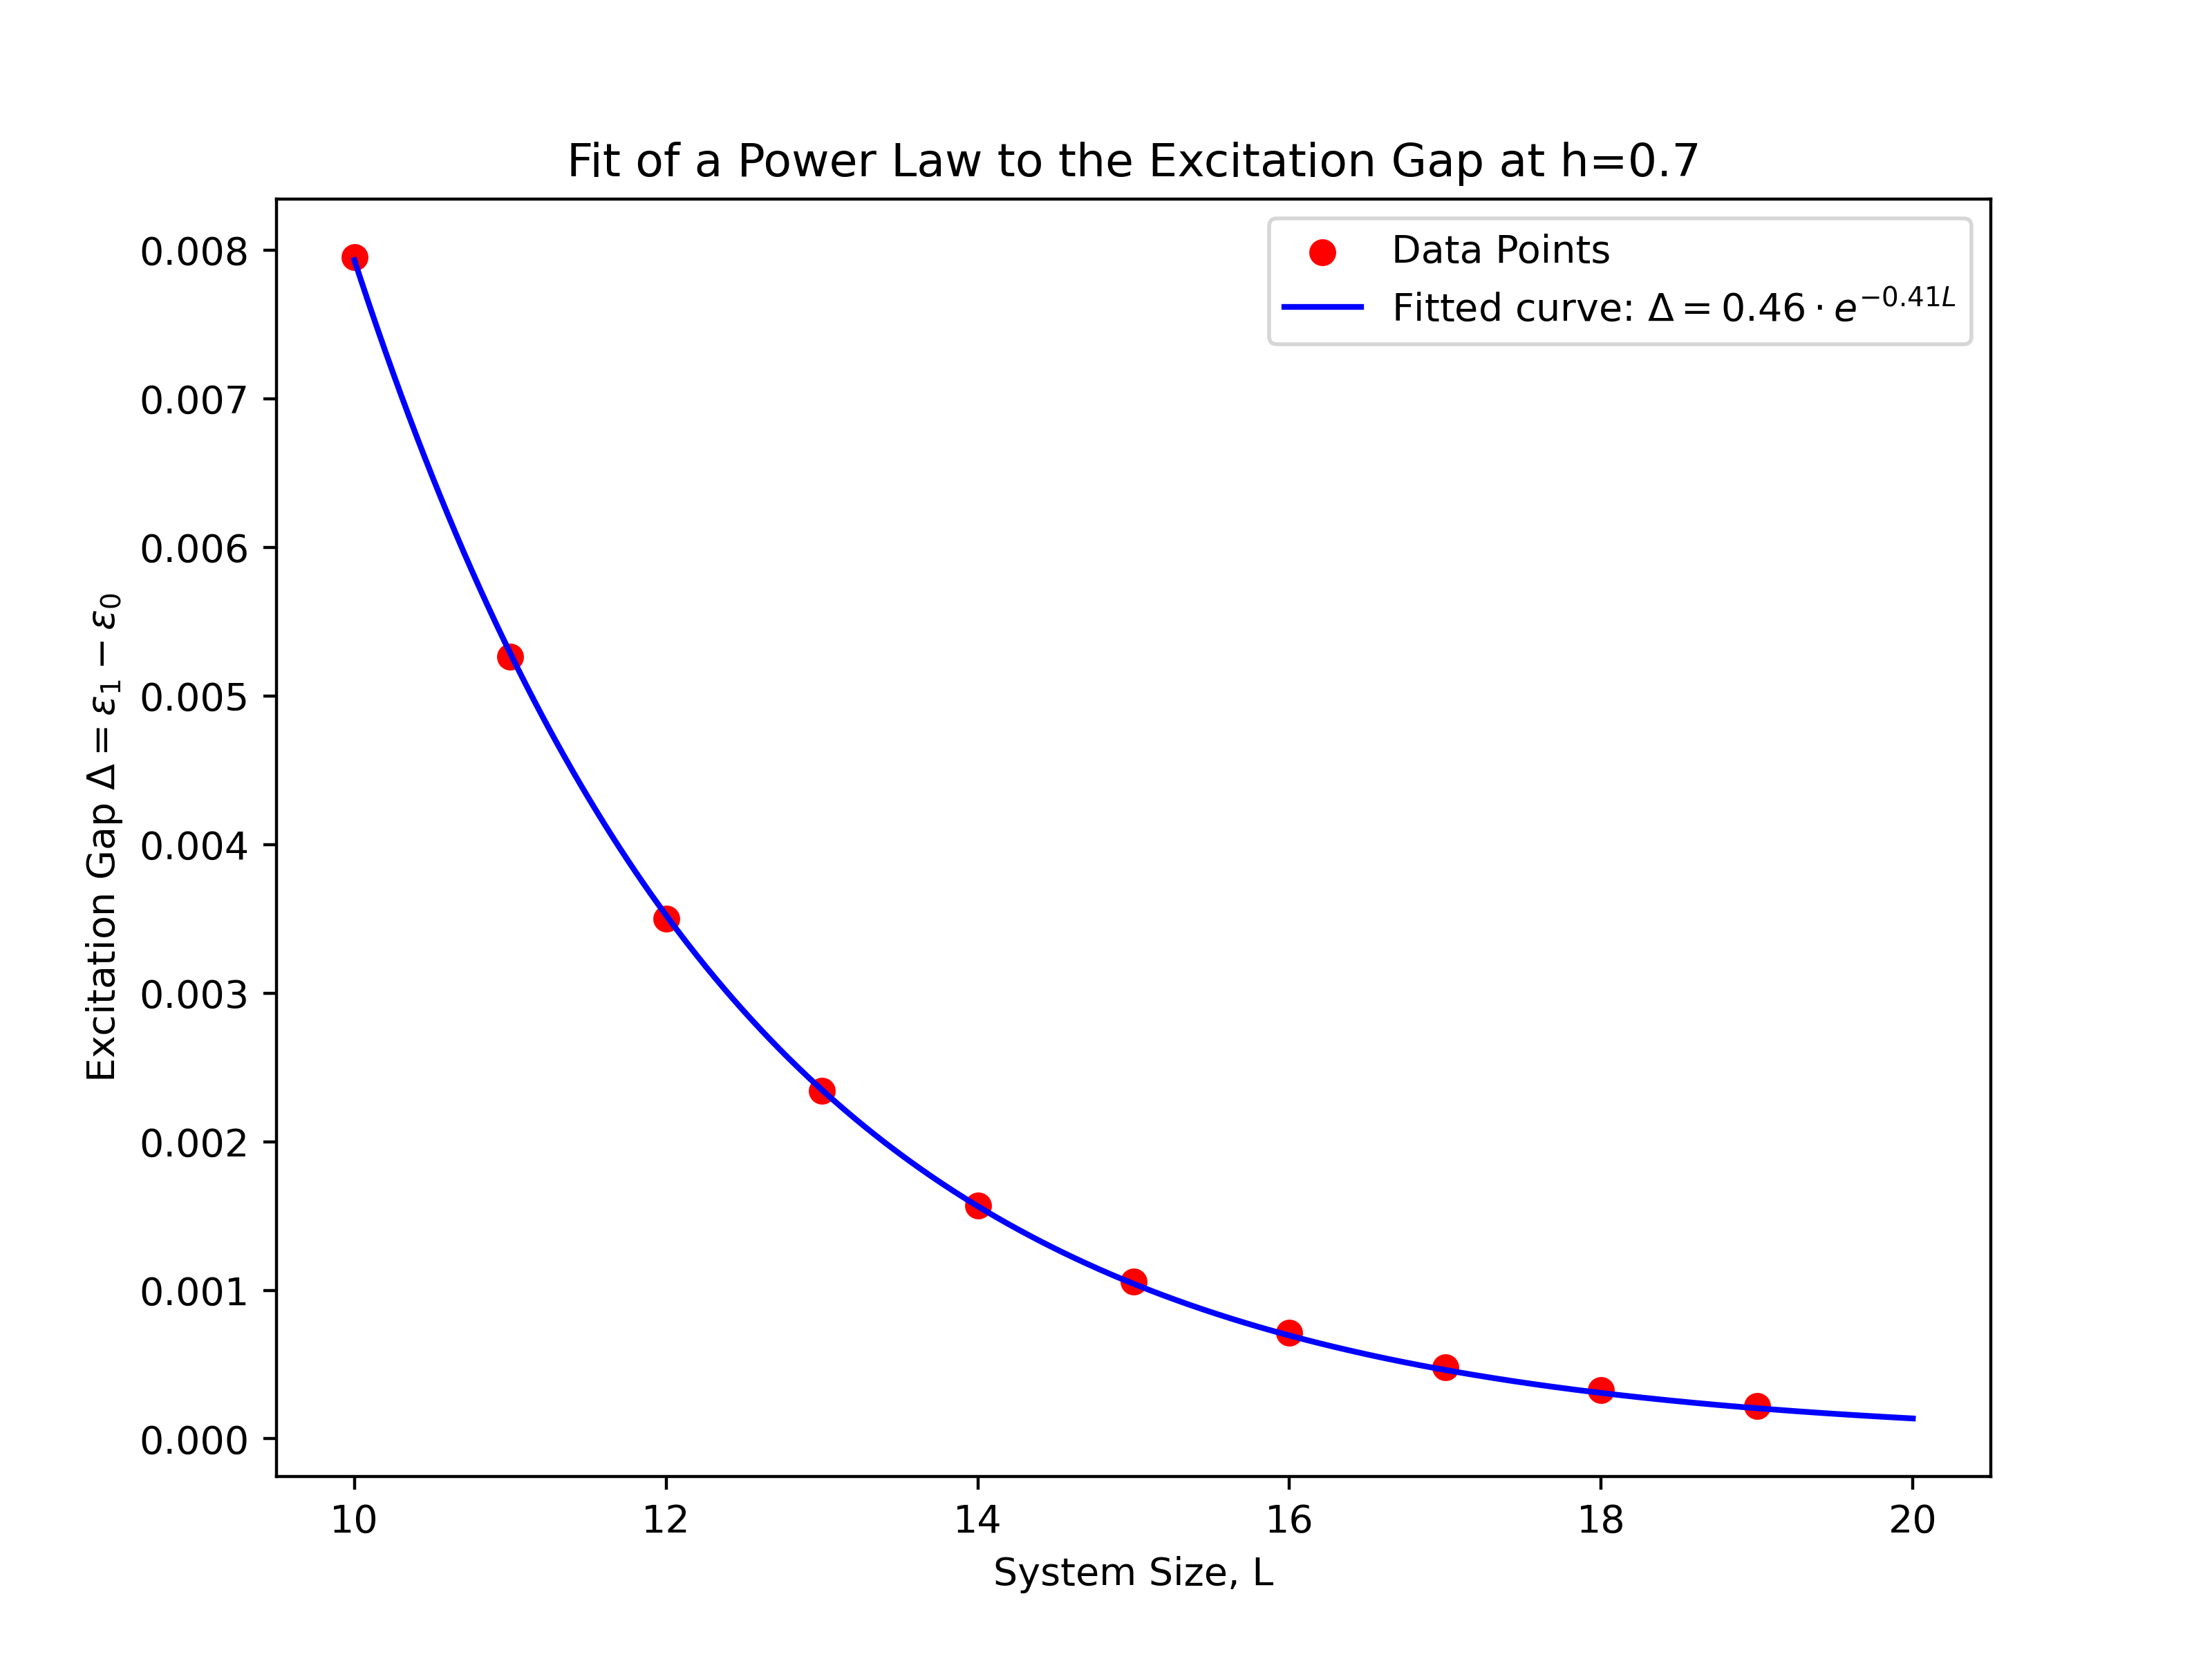 Fit of a Power Law to the Excitation Gap at h=0.7
Data Points
Fitted curve: Δ = 0.46 · e^{−0.41L}
Excitation Gap Δ = ε₁ − ε₀
0.008
0.007
0.006
0.005
0.004
0.003
0.002
0.001
0.000
10 12 14 16 18 20
System Size, L